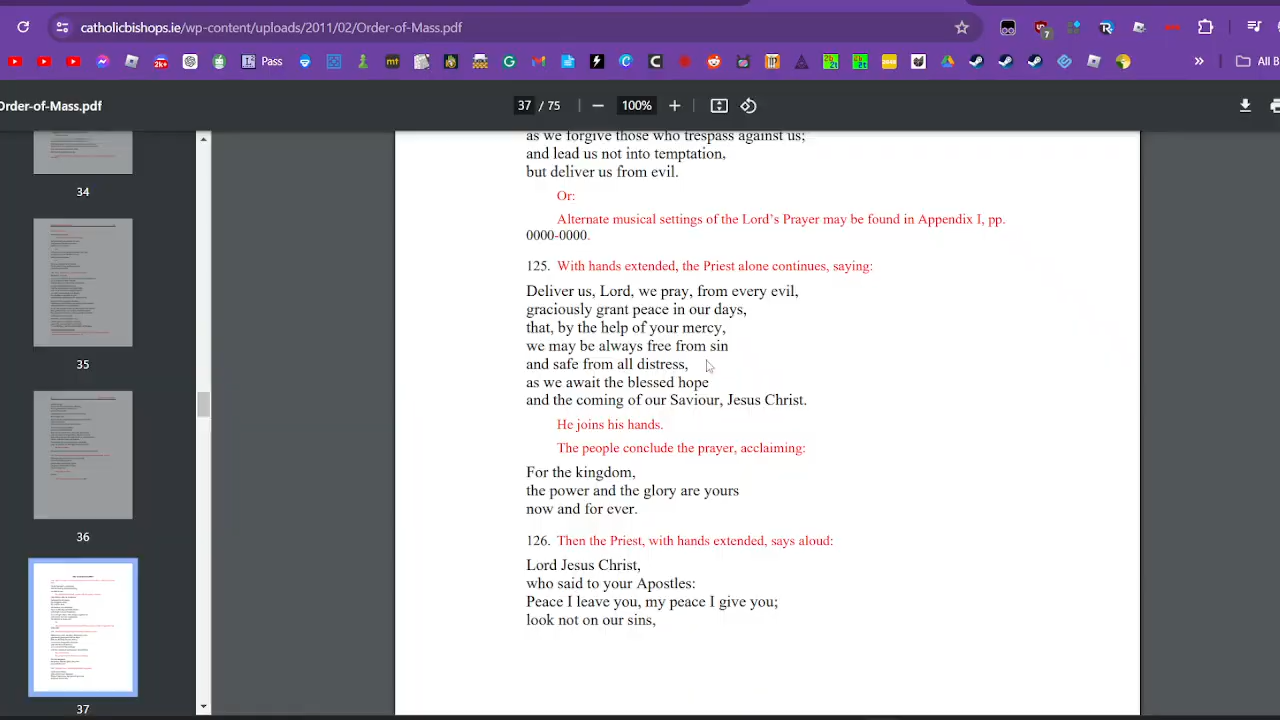 catholicbishops.ie/wp-content/uploads/2011/02/Order-of-Mass.pdf
7
2K+
Pass
All B
Order-of-Mass.pdf
37 / 75
100%
34
35
36
37
as we forgive those who trespass against us;
and lead us not into temptation,
but deliver us from evil.
Or:
Alternate musical settings of the Lord's Prayer may be found in Appendix I, pp.
0000-0000.
125. With hands extended, the Priest alone continues, saying:
Deliver us, Lord, we pray, from every evil,
graciously grant peace in our days,
that, by the help of your mercy,
we may be always free from sin
and safe from all distress,
as we await the blessed hope
and the coming of our Saviour, Jesus Christ.
He joins his hands.
The people conclude the prayer, acclaiming:
For the kingdom,
the power and the glory are yours
now and for ever.
126. Then the Priest, with hands extended, says aloud:
Lord Jesus Christ,
who said to your Apostles:
Peace I leave you, my peace I give you;
look not on our sins,